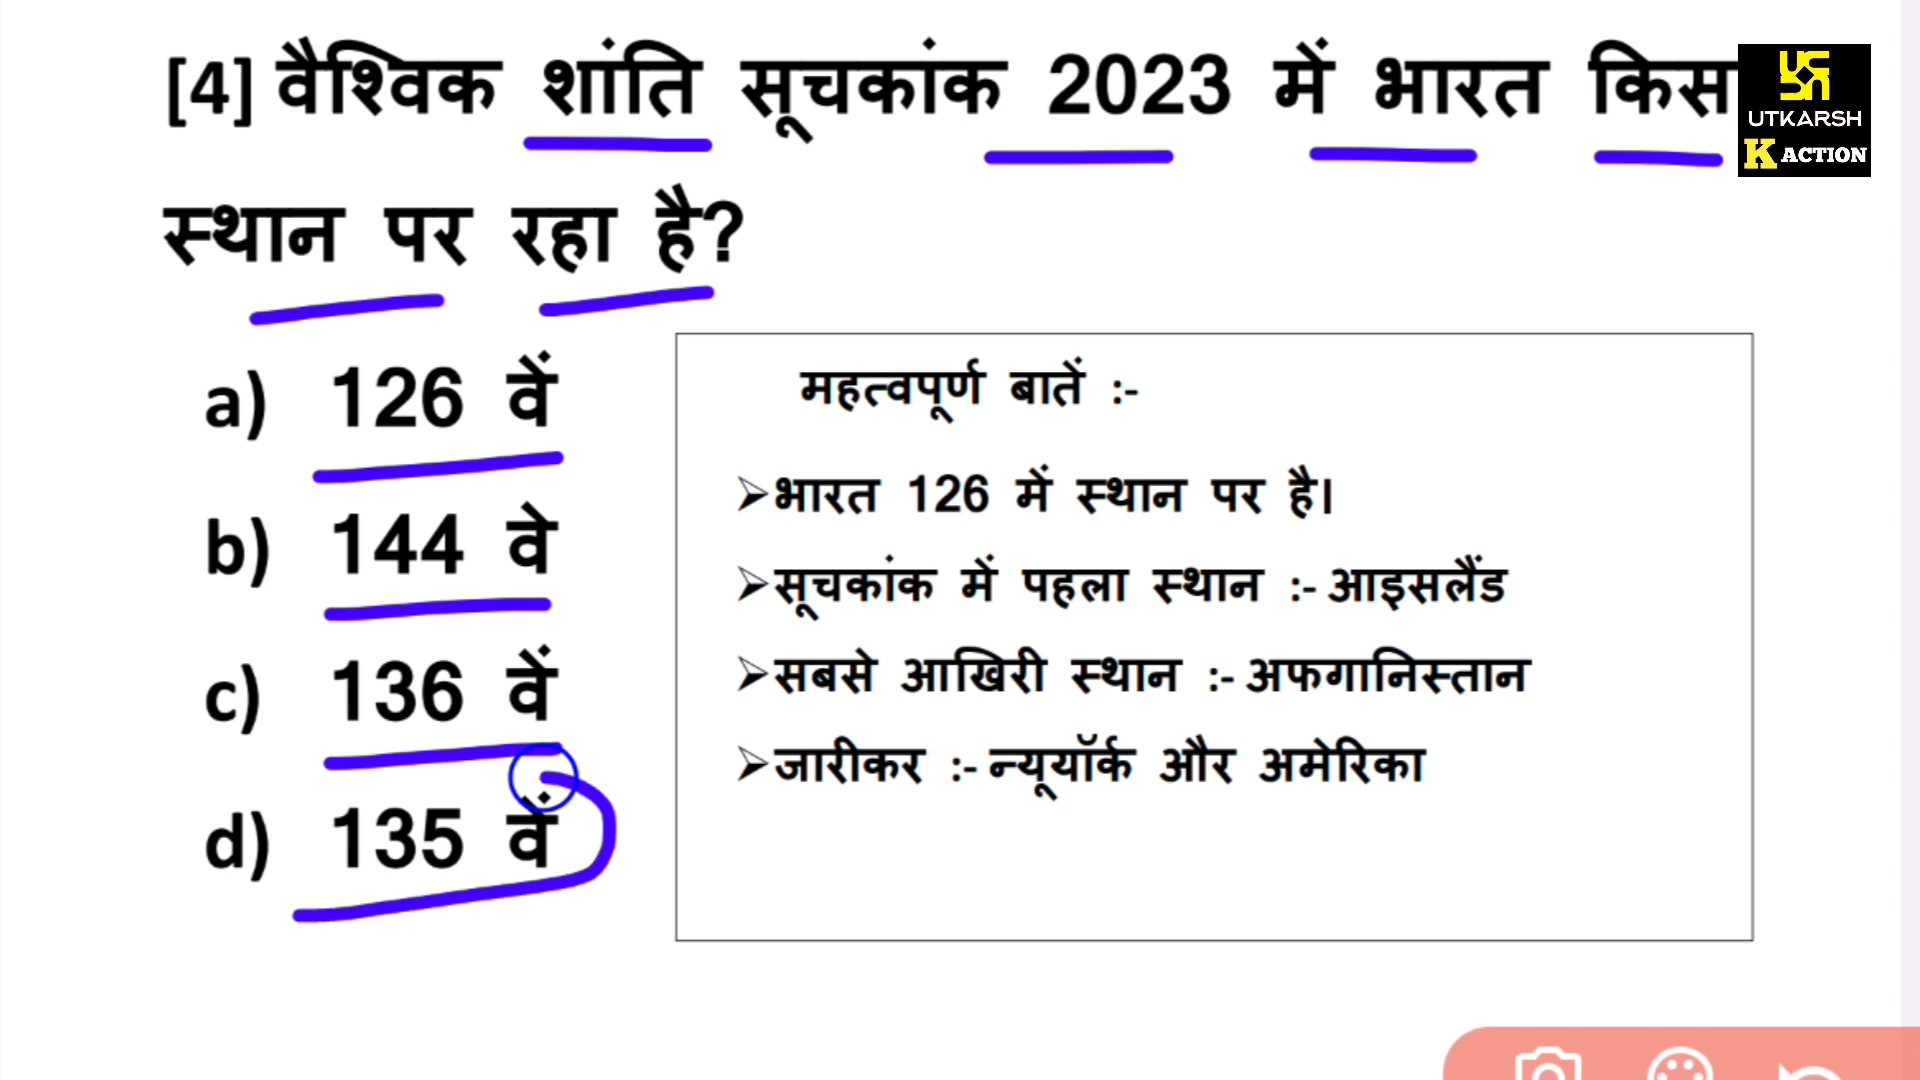 [4] वैश्विक शांति सूचकांक 2023 में भारत किस
स्थान पर रहा है?
UTKARSH
K ACTION
a) 126 वें
b) 144 वे
c) 136 वें
d) 135 वें
महत्वपूर्ण बातें :-
➢भारत 126 में स्थान पर है।
➢सूचकांक में पहला स्थान :- आइसलैंड
➢सबसे आखिरी स्थान :- अफगानिस्तान
➢जारीकर :- न्यूयॉर्क और अमेरिका